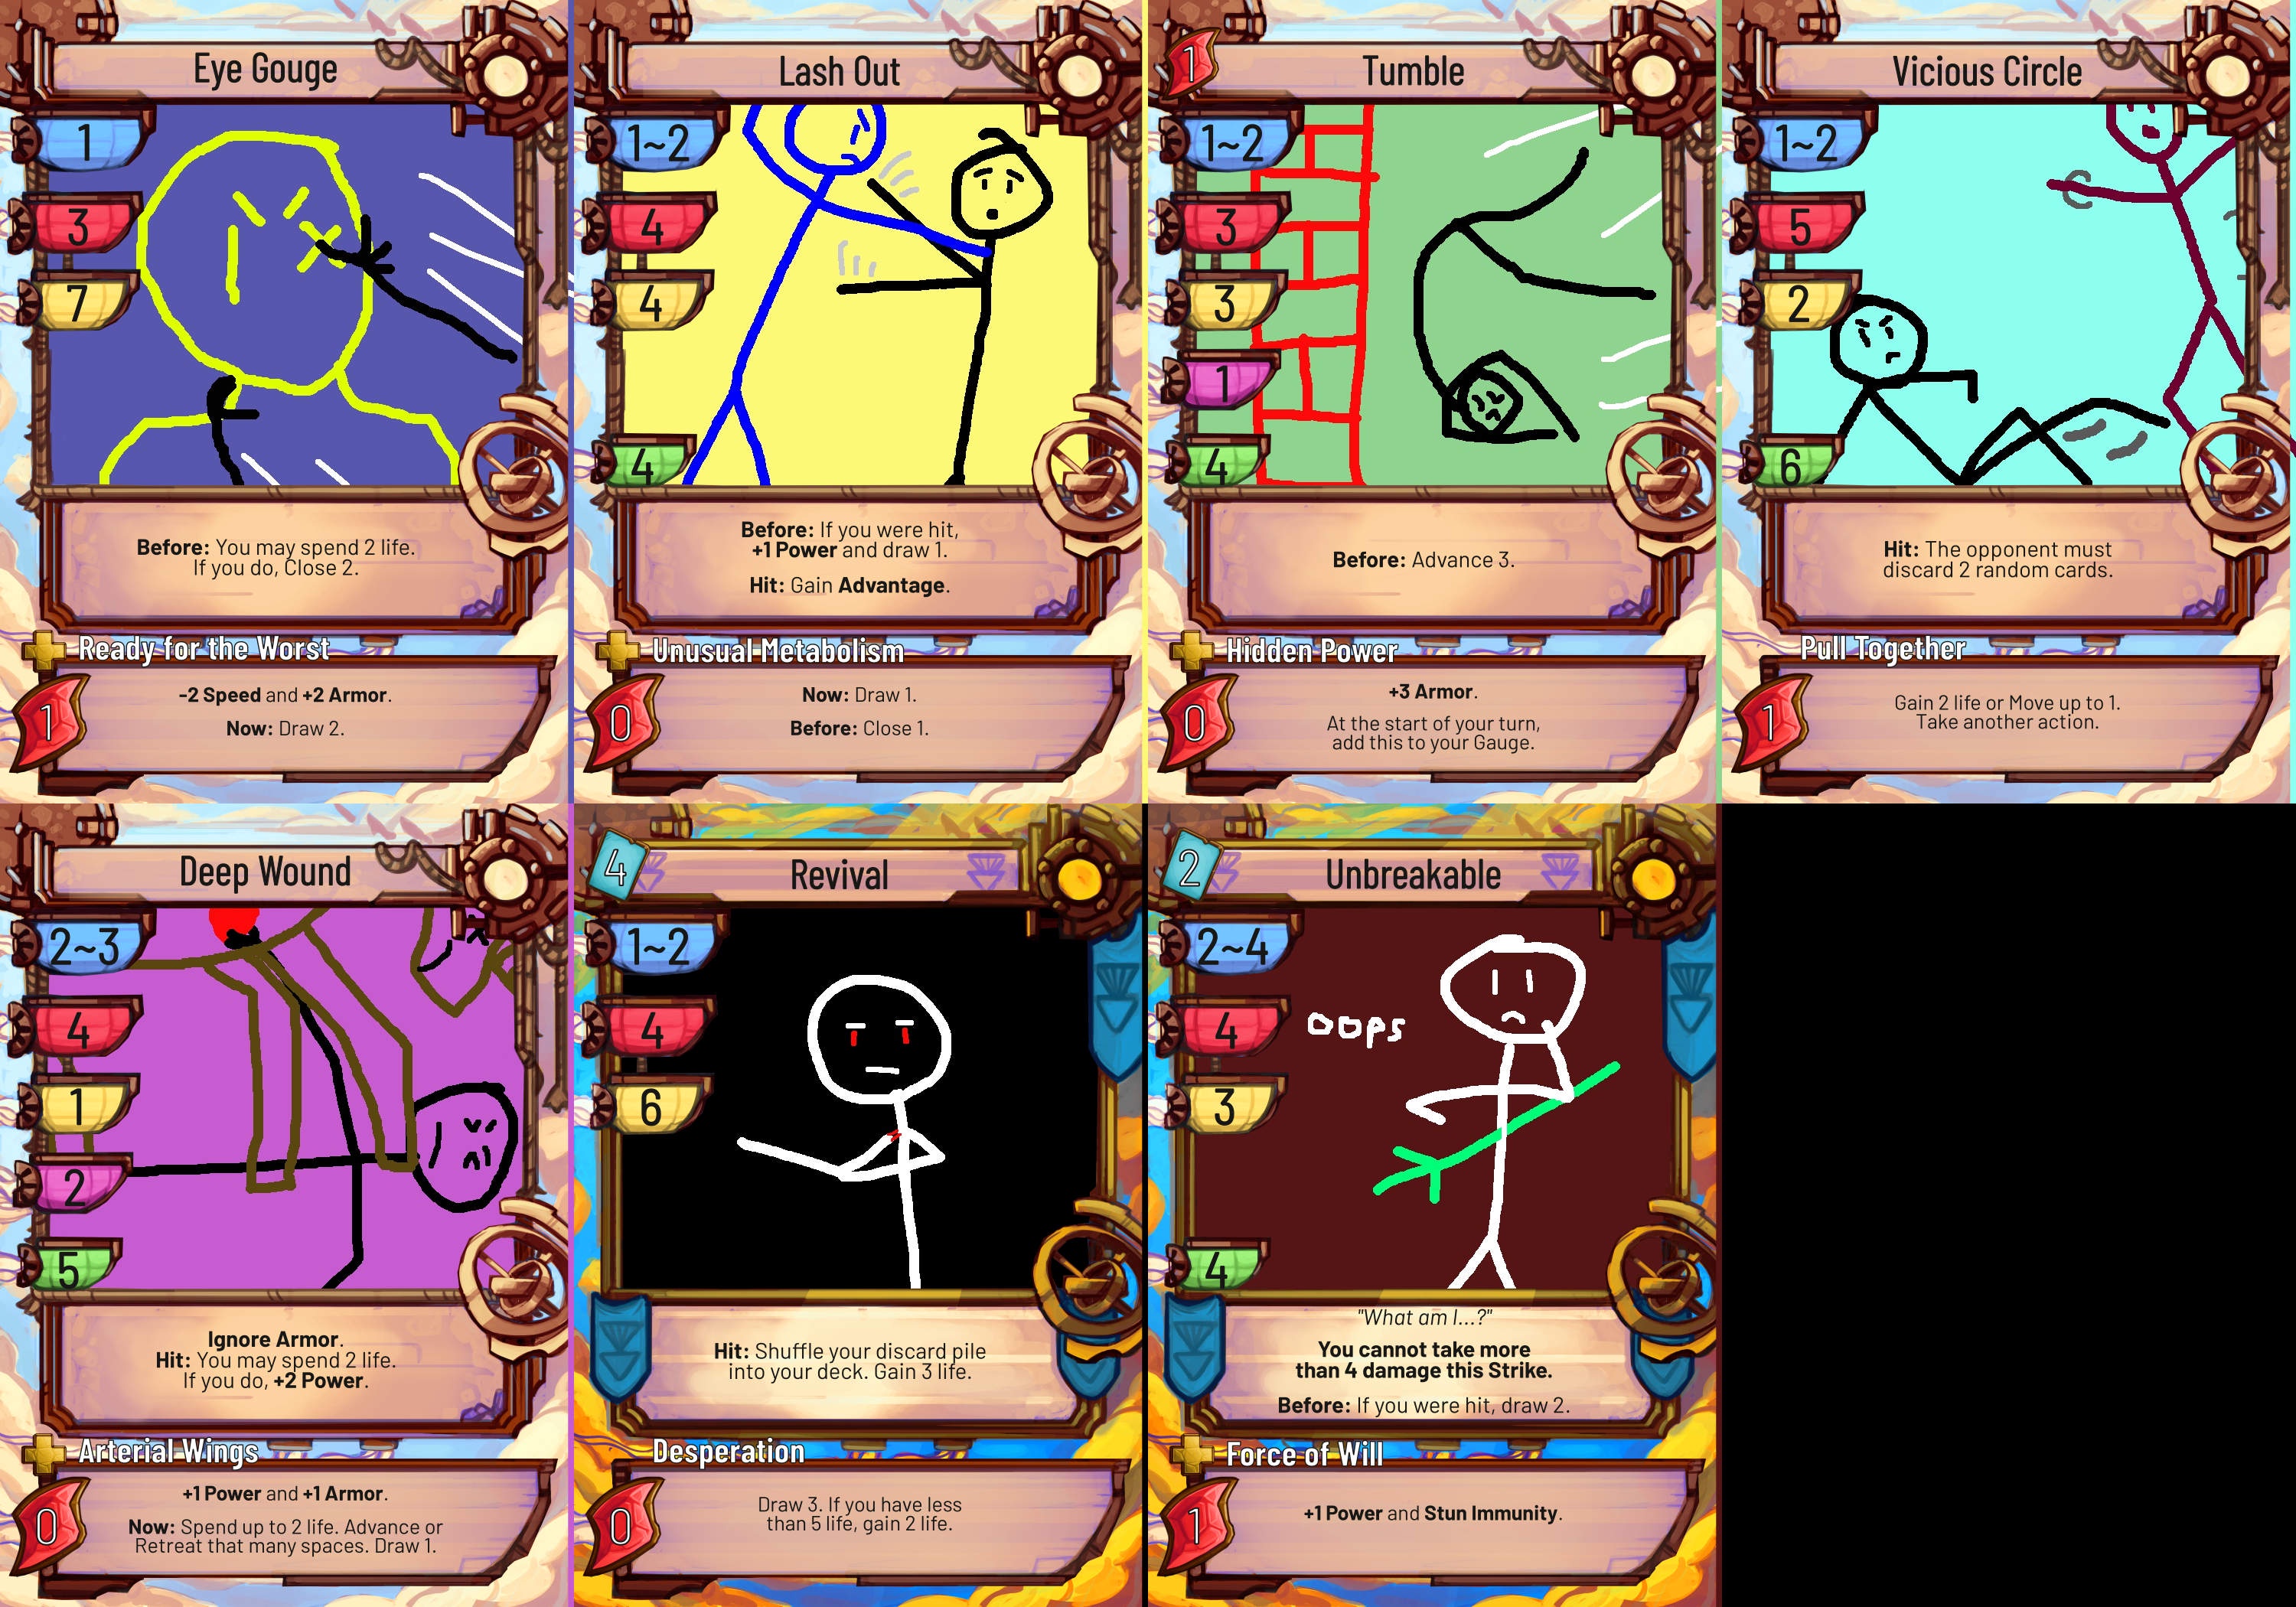 Eye Gouge
1
3
7
Before: You may spend 2 life.
If you do, Close 2.
Ready for the Worst
1
-2 Speed and +2 Armor.
Now: Draw 2.
Lash Out
1~2
4
4
4
Before: If you were hit,
+1 Power and draw 1.
Hit: Gain Advantage.
Unusual Metabolism
0
Now: Draw 1.
Before: Close 1.
1
Tumble
1~2
3
3
1
4
Before: Advance 3.
Hidden Power
0
+3 Armor.
At the start of your turn,
add this to your Gauge.
Vicious Circle
1~2
5
2
6
Hit: The opponent must
discard 2 random cards.
Pull Together
1
Gain 2 life or Move up to 1.
Take another action.
Deep Wound
2~3
4
1
2
5
Ignore Armor.
Hit: You may spend 2 life.
If you do, +2 Power.
Arterial Wings
0
+1 Power and +1 Armor.
Now: Spend up to 2 life. Advance or
Retreat that many spaces. Draw 1.
4
Revival
1~2
4
6
Hit: Shuffle your discard pile
into your deck. Gain 3 life.
Desperation
0
Draw 3. If you have less
than 5 life, gain 2 life.
2
Unbreakable
2~4
4
oops
3
4
"What am I...?"
You cannot take more
than 4 damage this Strike.
Before: If you were hit, draw 2.
Force of Will
1
+1 Power and Stun Immunity.